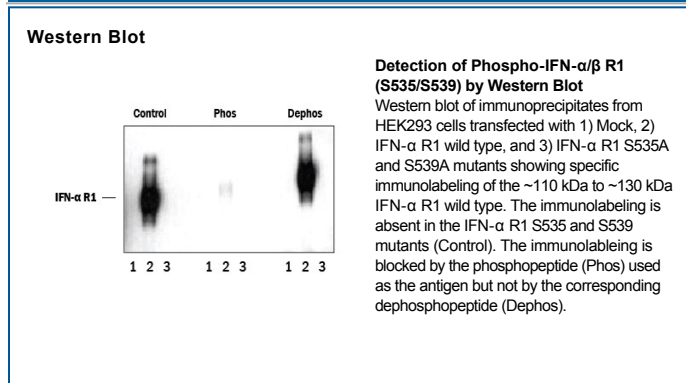 Western Blot
Control Phos Dephos
IFN-α R1
1 2 3 1 2 3 1 2 3
Detection of Phospho-IFN-α/β R1
(S535/S539) by Western Blot
Western blot of immunoprecipitates from
HEK293 cells transfected with 1) Mock, 2)
IFN-α R1 wild type, and 3) IFN-α R1 S535A
and S539A mutants showing specific
immunolabeling of the ~110 kDa to ~130 kDa
IFN-α R1 wild type. The immunolabeling is
absent in the IFN-α R1 S535 and S539
mutants (Control). The immunolableing is
blocked by the phosphopeptide (Phos) used
as the antigen but not by the corresponding
dephosphopeptide (Dephos).